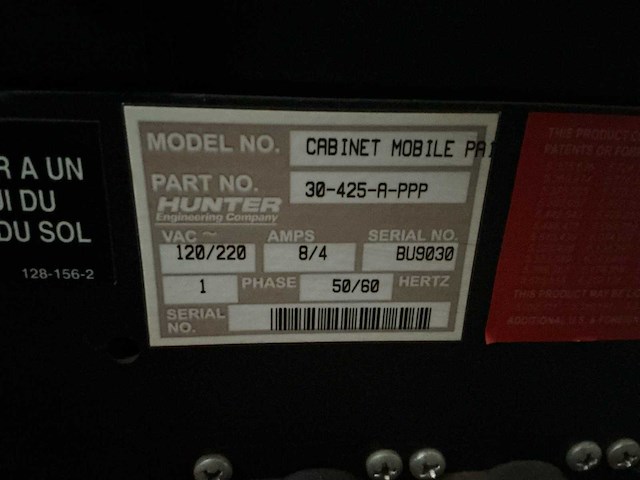 R A UN
JI DU
DU SOL
128-156-2
MODEL NO. CABINET MOBILE PAI
PART NO. 30-425-A-PPP
HUNTER
Engineering Company
VAC ~ AMPS SERIAL NO.
120/220 8/4 BU9030
1 PHASE 50/60 HERTZ
SERIAL
NO.
THIS PRODUCT
PATENTS OR FOR
THIS PRODUCT MAY BE
ADDITIONAL U.S. & FOREIGN